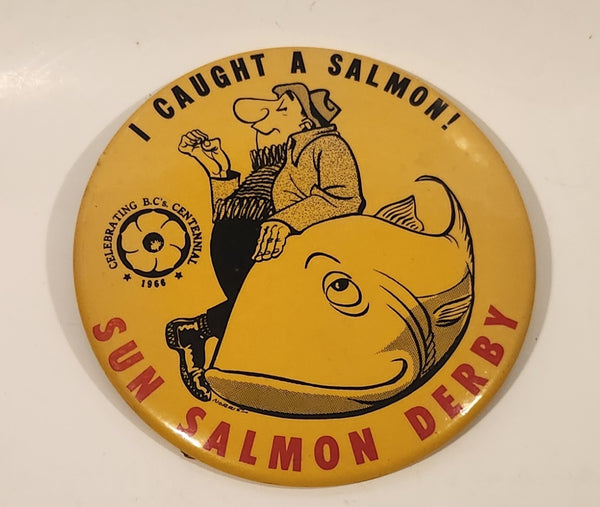 I CAUGHT A SALMON!
CELEBRATING B.C's. CENTENNIAL
★ 1966 ★
SUN SALMON DERBY